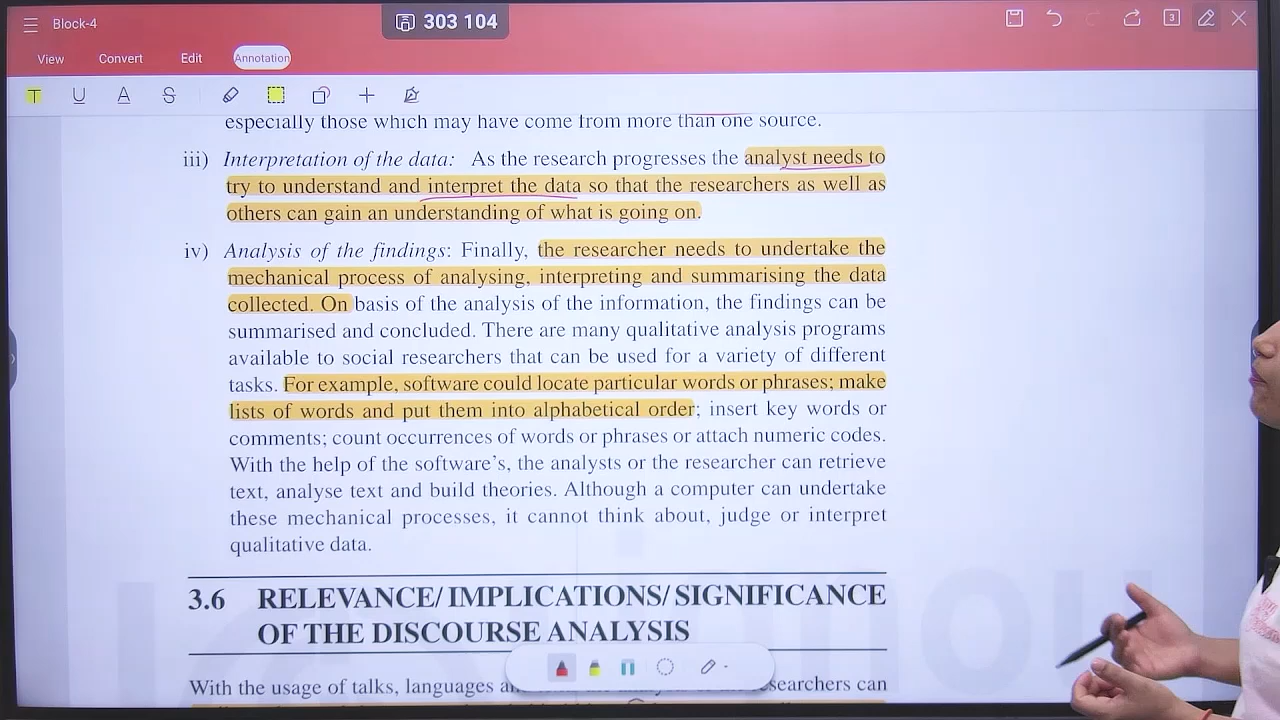 Block-4
303 104
3
View Convert Edit Annotation
T U A S
especially those which may have come from more than one source.
iii) Interpretation of the data: As the research progresses the analyst needs to
try to understand and interpret the data so that the researchers as well as
others can gain an understanding of what is going on.
iv) Analysis of the findings: Finally, the researcher needs to undertake the
mechanical process of analysing, interpreting and summarising the data
collected. On basis of the analysis of the information, the findings can be
summarised and concluded. There are many qualitative analysis programs
available to social researchers that can be used for a variety of different
tasks. For example, software could locate particular words or phrases; make
lists of words and put them into alphabetical order; insert key words or
comments; count occurrences of words or phrases or attach numeric codes.
With the help of the software's, the analysts or the researcher can retrieve
text, analyse text and build theories. Although a computer can undertake
these mechanical processes, it cannot think about, judge or interpret
qualitative data.
3.6 RELEVANCE/ IMPLICATIONS/ SIGNIFICANCE
OF THE DISCOURSE ANALYSIS
With the usage of talks, languages researchers can